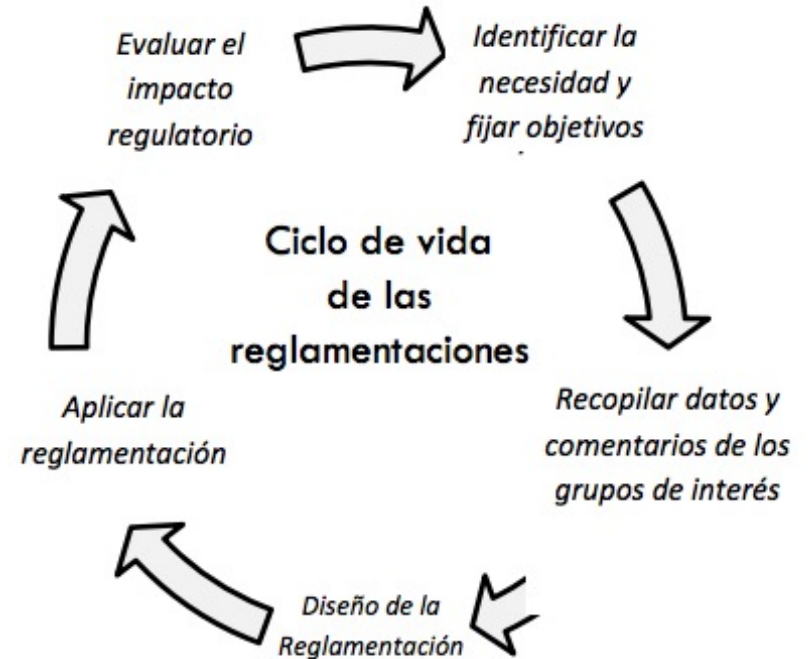 Evaluar el
impacto
regulatorio
Identificar la
necesidad y
fijar objetivos
Ciclo de vida
de las
reglamentaciones
Recopilar datos y
comentarios de los
grupos de interés
Aplicar la
reglamentación
Diseño de la
Reglamentación